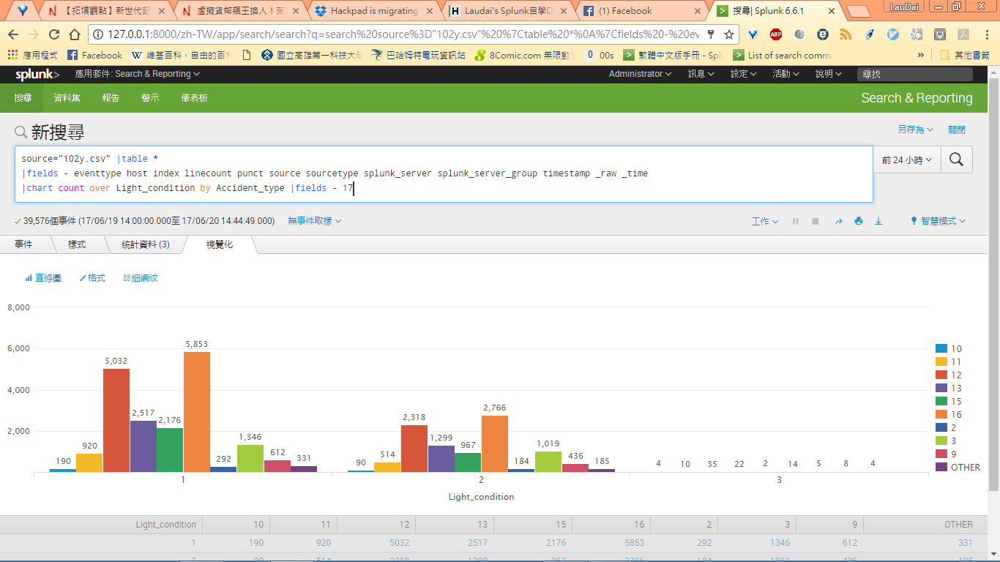 【拓墣觀點】新世代記
虛擬貨幣飆王換人！葉
Hackpad is migrating
Laudai's Splunk自學D
(1) Facebook
搜尋| Splunk 6.6.1
LauDai
127.0.0.1:8000/zh-TW/app/search/search?q=search%20source%3D"102y.csv"%20%7Ctable%20*%0A%7Cfields%20-%20ev
ABP
應用程式
Facebook
維基百科，自由的百科
國立高雄第一科技大學
巴哈姆特電玩資訊站
8Comic.com 無限動
00s
繁體中文版手冊 - Spl
List of search comma
»
其他書籤
splunk>
應用套件: Search & Reporting
Administrator
訊息
設定
活動
說明
尋找
搜尋
資料集
報告
警示
儀表板
Search & Reporting
新搜尋
另存為
關閉
source="102y.csv" |table *
|fields - eventtype host index linecount punct source sourcetype splunk_server splunk_server_group timestamp _raw _time
|chart count over Light_condition by Accident_type |fields - 17
前 24 小時
39,576個事件 (17/06/19 14:00:00.000至 17/06/20 14:44:49.000)
無事件取樣
工作
智慧模式
事件
樣式
統計資料 (3)
視覺化
直條圖
格式
細網紋
8,000
6,000
4,000
2,000
190
920
5,032
2,517
2,176
5,853
292
1,346
612
331
90
514
2,318
1,299
967
2,766
184
1,019
436
185
4
10
35
22
2
14
5
8
4
1
2
3
Light_condition
10
11
12
13
15
16
2
3
9
OTHER
Light_condition 10 11 12 13 15 16 2 3 9 OTHER
1 190 920 5032 2517 2176 5853 292 1346 612 331
2 90 514 2318 1299 967 2766 184 1019 436 185